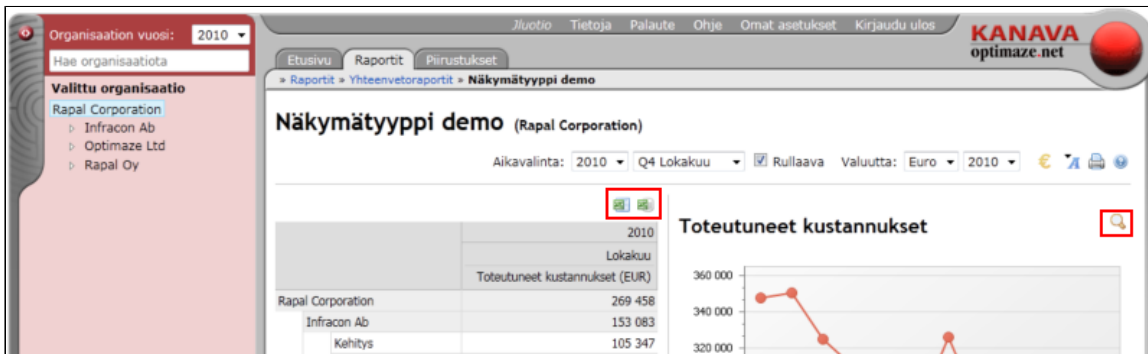 Organisaation vuosi: 2010
Hae organisaatiota
Valittu organisaatio
Rapal Corporation
Infracon Ab
Optimaze Ltd
Rapal Oy
Jluotio Tietoja Palaute Ohje Omat asetukset Kirjaudu ulos
KANAVA
optimaze.net
Etusivu Raportit Piirustukset
» Raportit » Yhteenvetoraportit » Näkymätyyppi demo
Näkymätyyppi demo (Rapal Corporation)
Aikavalinta: 2010 Q4 Lokakuu Rullaava Valuutta: Euro 2010 €
2010
Lokakuu
Toteutuneet kustannukset (EUR)
Rapal Corporation 269 458
Infracon Ab 153 083
Kehitys 105 347
Toteutuneet kustannukset
360 000
340 000
320 000